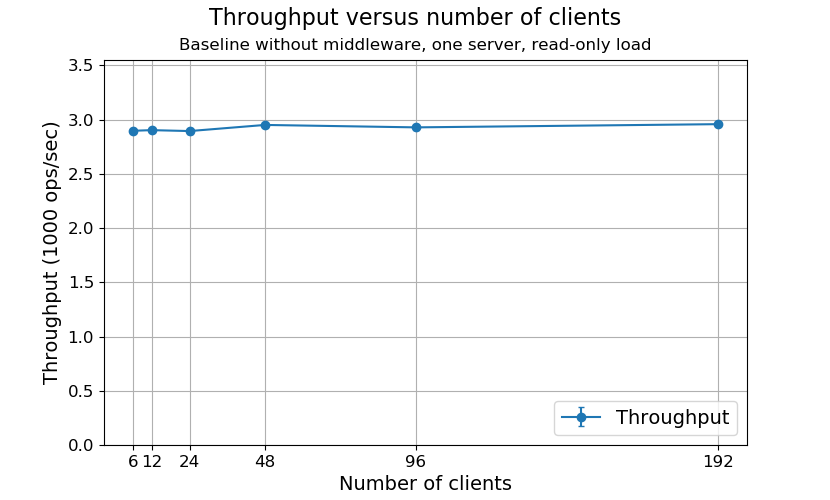 Throughput versus number of clients
Baseline without middleware, one server, read-only load
Throughput (1000 ops/sec)
3.5
3.0
2.5
2.0
1.5
1.0
0.5
0.0
Throughput
6 12 24 48 96 192
Number of clients